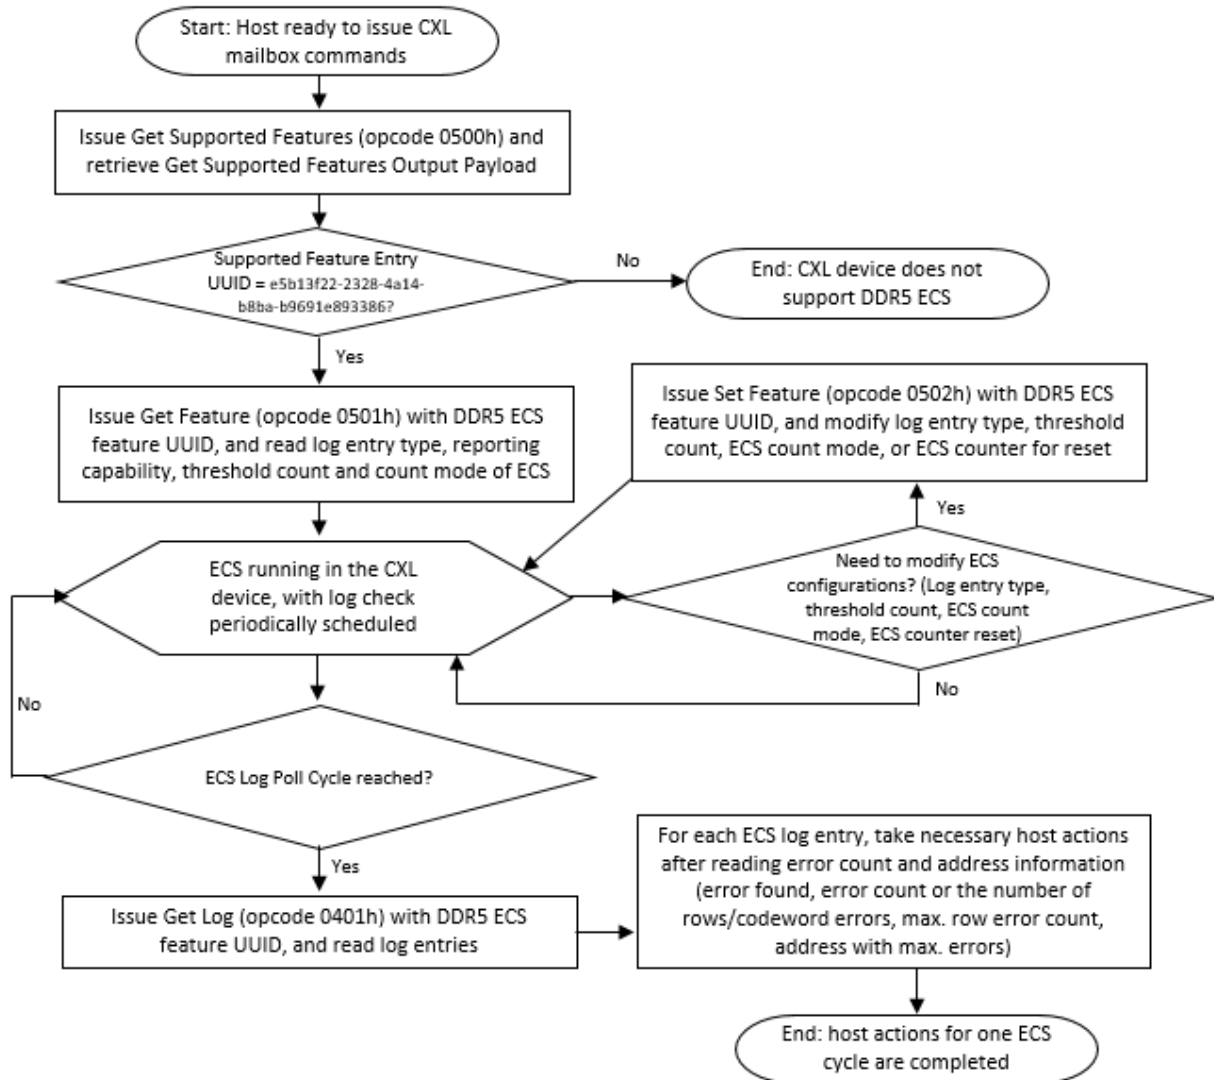 Start: Host ready to issue CXL
mailbox commands
Issue Get Supported Features (opcode 0500h) and
retrieve Get Supported Features Output Payload
Supported Feature Entry
UUID = e5b13f22-2328-4a14-
b8ba-b9691e893386?
No
End: CXL device does not
support DDR5 ECS
Yes
Issue Get Feature (opcode 0501h) with DDR5 ECS
feature UUID, and read log entry type, reporting
capability, threshold count and count mode of ECS
Issue Set Feature (opcode 0502h) with DDR5 ECS
feature UUID, and modify log entry type, threshold
count, ECS count mode, or ECS counter for reset
Yes
ECS running in the CXL
device, with log check
periodically scheduled
Need to modify ECS
configurations? (Log entry type,
threshold count, ECS count
mode, ECS counter reset)
No
No
ECS Log Poll Cycle reached?
Yes
Issue Get Log (opcode 0401h) with DDR5 ECS
feature UUID, and read log entries
For each ECS log entry, take necessary host actions
after reading error count and address information
(error found, error count or the number of
rows/codeword errors, max. row error count,
address with max. errors)
End: host actions for one ECS
cycle are completed